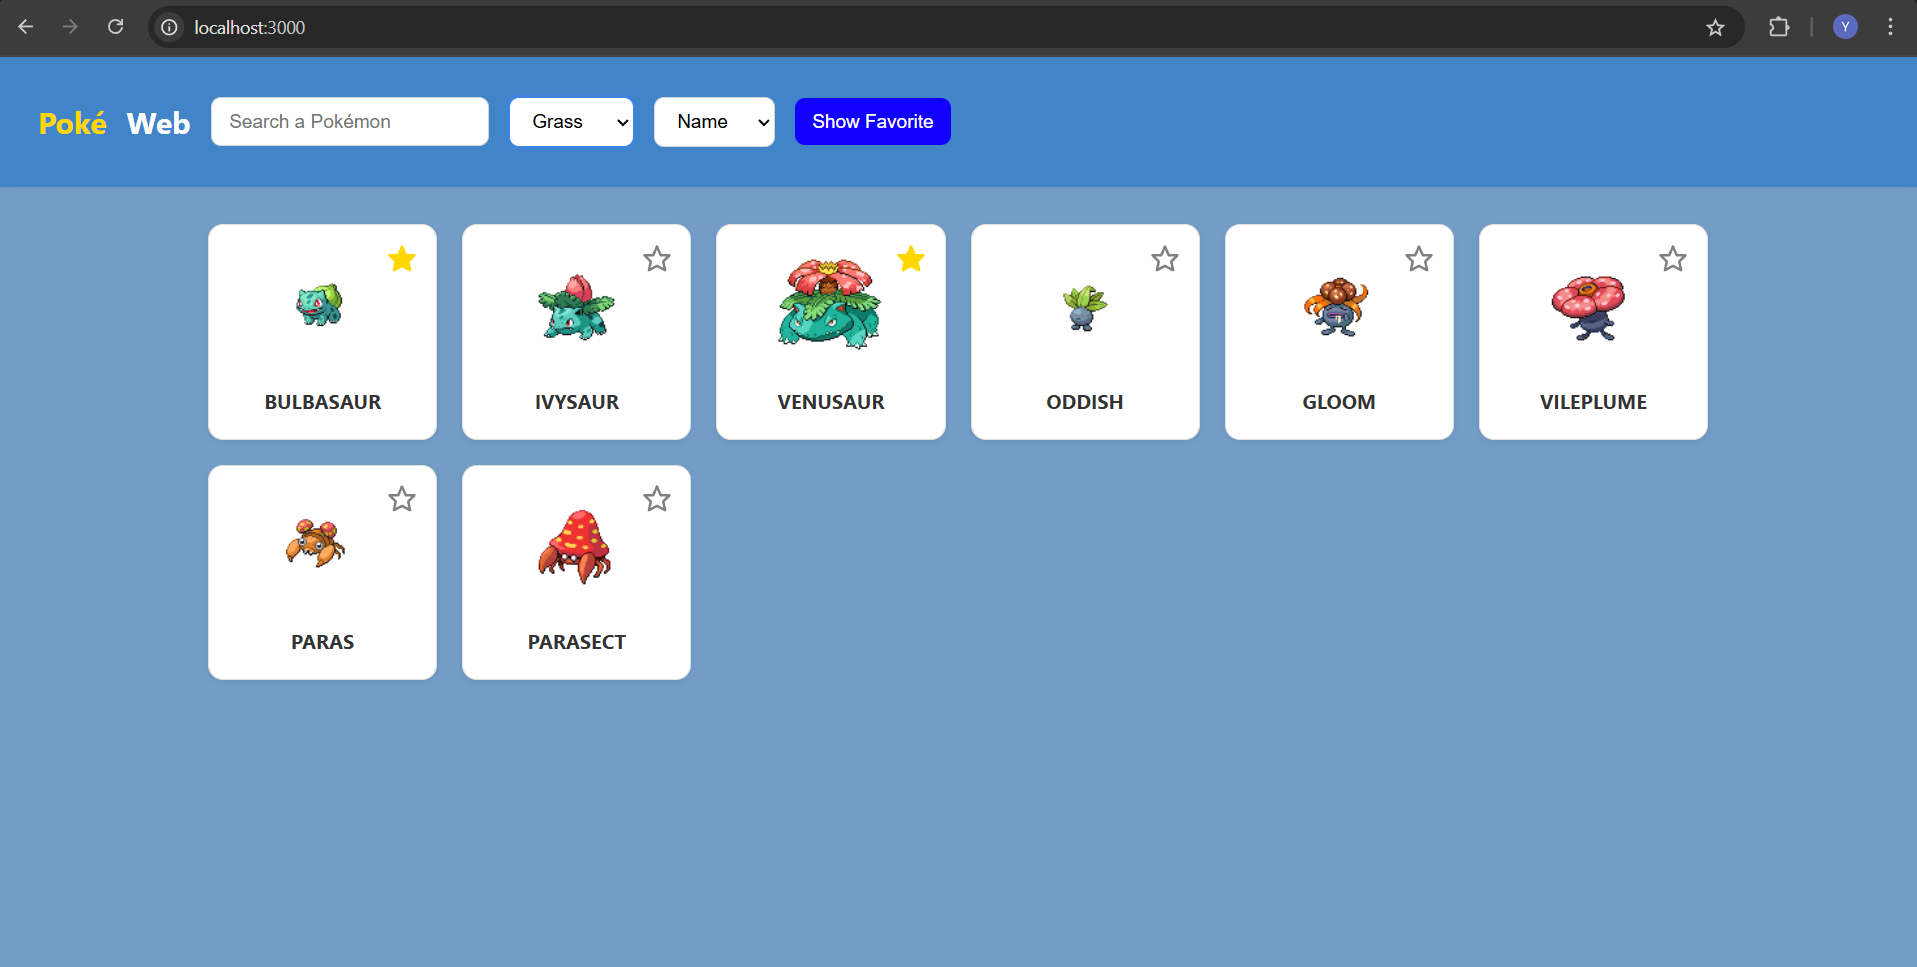 localhost:3000
Y
Poké Web
Search a Pokémon
Grass
Name
Show Favorite
BULBASAUR
IVYSAUR
VENUSAUR
ODDISH
GLOOM
VILEPLUME
PARAS
PARASECT